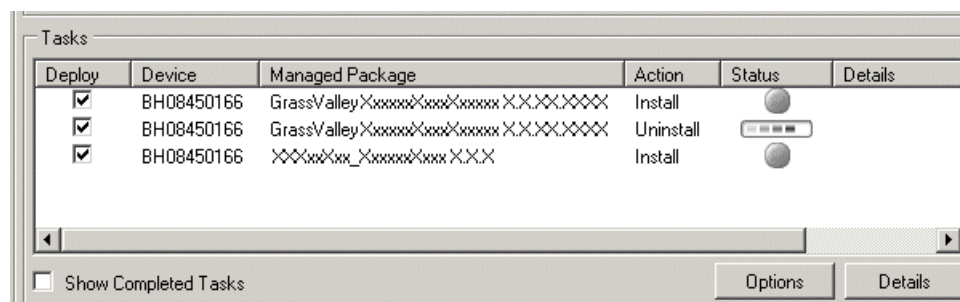 Tasks
Deploy Device Managed Package Action Status Details
BH08450166 GrassValleyXxxxxxXxxxXxxxxx X.X.XX.XXXX Install
BH08450166 GrassValleyXxxxxxXxxxXxxxxx X.X.XX.XXXX Uninstall
BH08450166 XXXxxXxx_XxxxxxXxxx X.X.X Install
Show Completed Tasks Options Details